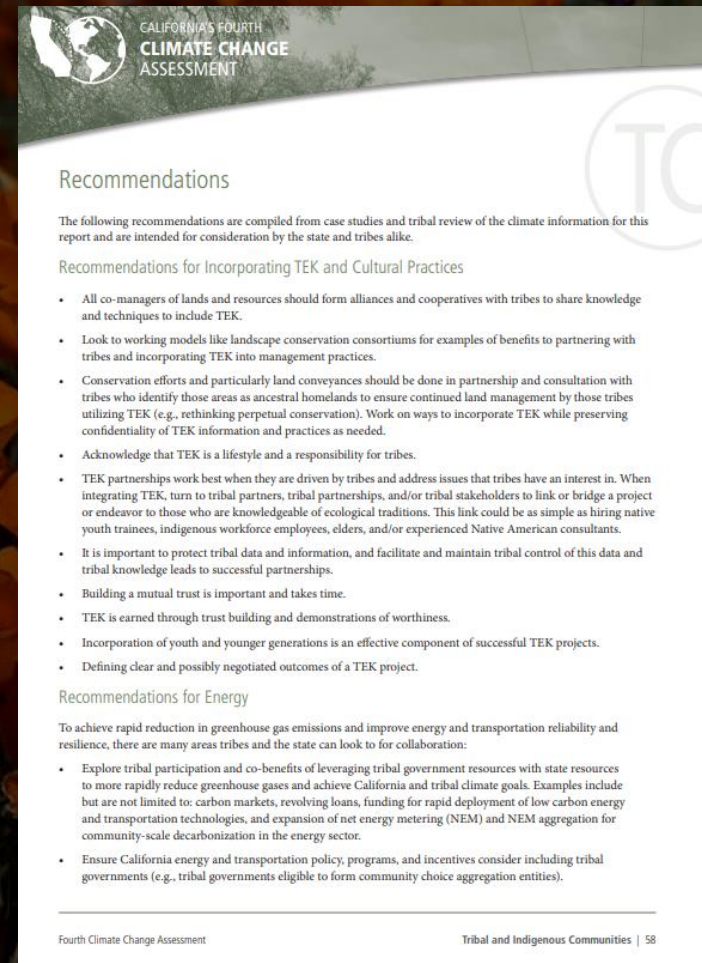 CALIFORNIA'S FOURTH
CLIMATE CHANGE
ASSESSMENT
TC
Recommendations
The following recommendations are compiled from case studies and tribal review of the climate information for this
report and are intended for consideration by the state and tribes alike.
Recommendations for Incorporating TEK and Cultural Practices
• All co-managers of lands and resources should form alliances and cooperatives with tribes to share knowledge
and techniques to include TEK.
• Look to working models like landscape conservation consortiums for examples of benefits to partnering with
tribes and incorporating TEK into management practices.
• Conservation efforts and particularly land conveyances should be done in partnership and consultation with
tribes who identify those areas as ancestral homelands to ensure continued land management by those tribes
utilizing TEK (e.g., rethinking perpetual conservation). Work on ways to incorporate TEK while preserving
confidentiality of TEK information and practices as needed.
• Acknowledge that TEK is a lifestyle and a responsibility for tribes.
• TEK partnerships work best when they are driven by tribes and address issues that tribes have an interest in. When
integrating TEK, turn to tribal partners, tribal partnerships, and/or tribal stakeholders to link or bridge a project
or endeavor to those who are knowledgeable of ecological traditions. This link could be as simple as hiring native
youth trainees, indigenous workforce employees, elders, and/or experienced Native American consultants.
• It is important to protect tribal data and information, and facilitate and maintain tribal control of this data and
tribal knowledge leads to successful partnerships.
• Building a mutual trust is important and takes time.
• TEK is earned through trust building and demonstrations of worthiness.
• Incorporation of youth and younger generations is an effective component of successful TEK projects.
• Defining clear and possibly negotiated outcomes of a TEK project.
Recommendations for Energy
To achieve rapid reduction in greenhouse gas emissions and improve energy and transportation reliability and
resilience, there are many areas tribes and the state can look to for collaboration:
• Explore tribal participation and co-benefits of leveraging tribal government resources with state resources
to more rapidly reduce greenhouse gases and achieve California and tribal climate goals. Examples include
but are not limited to: carbon markets, revolving loans, funding for rapid deployment of low carbon energy
and transportation technologies, and expansion of net energy metering (NEM) and NEM aggregation for
community-scale decarbonization in the energy sector.
• Ensure California energy and transportation policy, programs, and incentives consider including tribal
governments (e.g., tribal governments eligible to form community choice aggregation entities).
Fourth Climate Change Assessment
Tribal and Indigenous Communities | 58